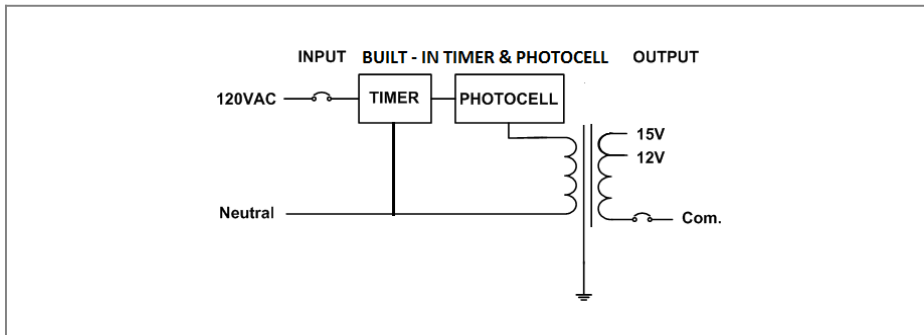 INPUT BUILT - IN TIMER & PHOTOCELL OUTPUT
120VAC TIMER PHOTOCELL
15V
12V
Neutral Com.